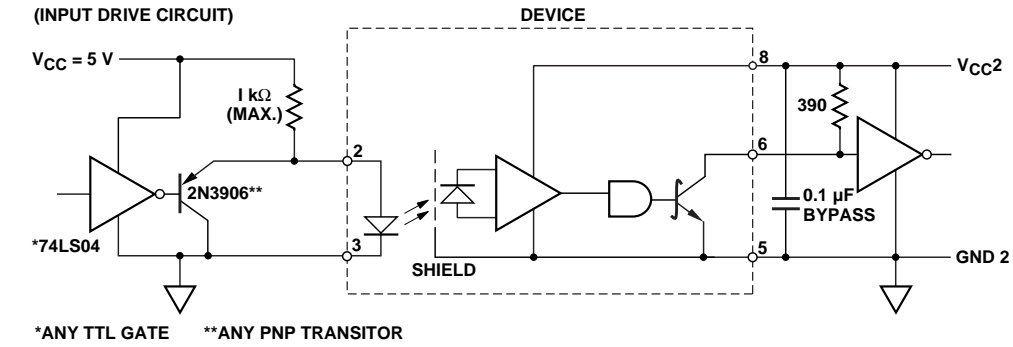 (INPUT DRIVE CIRCUIT)
DEVICE
VCC = 5 V
8
VCC2
I kΩ
(MAX.)
390
2
6
2N3906**
0.1 µF
BYPASS
*74LS04
3
SHIELD
5
GND 2
*ANY TTL GATE **ANY PNP TRANSITOR